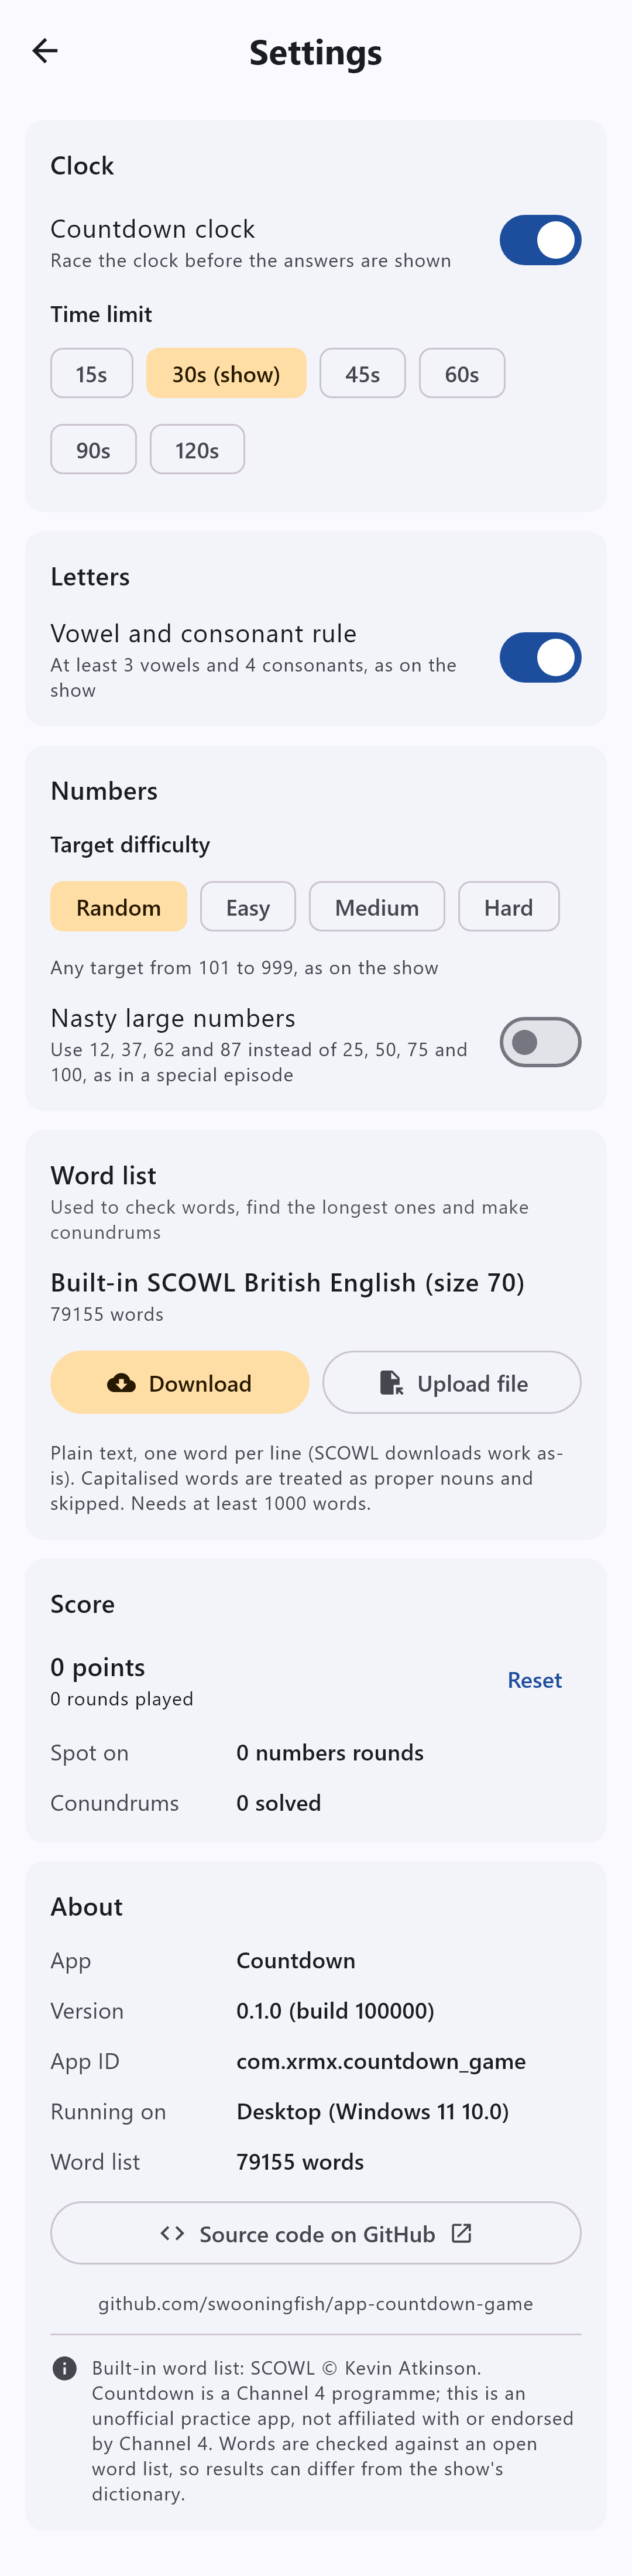 Settings
Clock
Countdown clock
Race the clock before the answers are shown
Time limit
15s
30s (show)
45s
60s
90s
120s
Letters
Vowel and consonant rule
At least 3 vowels and 4 consonants, as on the
show
Numbers
Target difficulty
Random
Easy
Medium
Hard
Any target from 101 to 999, as on the show
Nasty large numbers
Use 12, 37, 62 and 87 instead of 25, 50, 75 and
100, as in a special episode
Word list
Used to check words, find the longest ones and make
conundrums
Built-in SCOWL British English (size 70)
79155 words
Download
Upload file
Plain text, one word per line (SCOWL downloads work as-
is). Capitalised words are treated as proper nouns and
skipped. Needs at least 1000 words.
Score
0 points
0 rounds played
Reset
Spot on
0 numbers rounds
Conundrums
0 solved
About
App
Countdown
Version
0.1.0 (build 100000)
App ID
com.xrmx.countdown_game
Running on
Desktop (Windows 11 10.0)
Word list
79155 words
Source code on GitHub
github.com/swooningfish/app-countdown-game
Built-in word list: SCOWL © Kevin Atkinson.
Countdown is a Channel 4 programme; this is an
unofficial practice app, not affiliated with or endorsed
by Channel 4. Words are checked against an open
word list, so results can differ from the show's
dictionary.